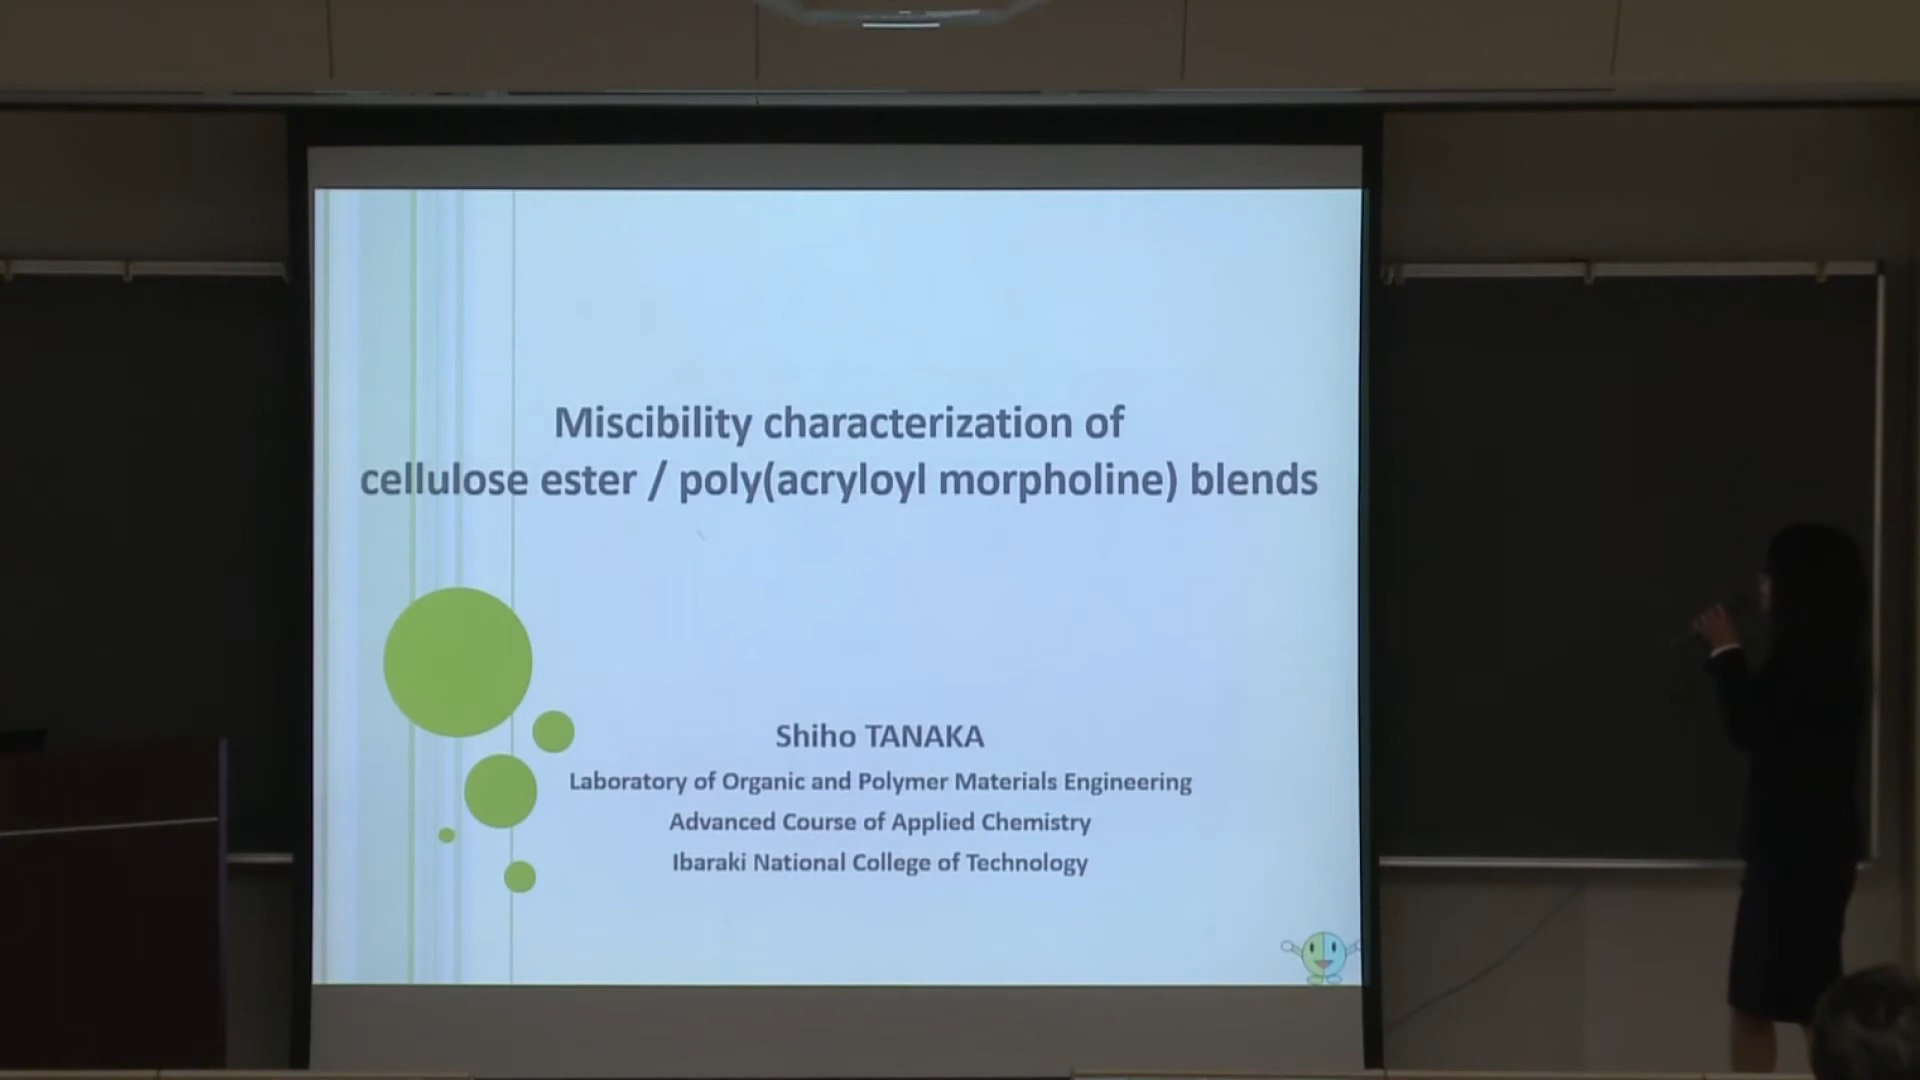 Miscibility characterization of
cellulose ester / poly(acryloyl morpholine) blends
Shiho TANAKA
Laboratory of Organic and Polymer Materials Engineering
Advanced Course of Applied Chemistry
Ibaraki National College of Technology